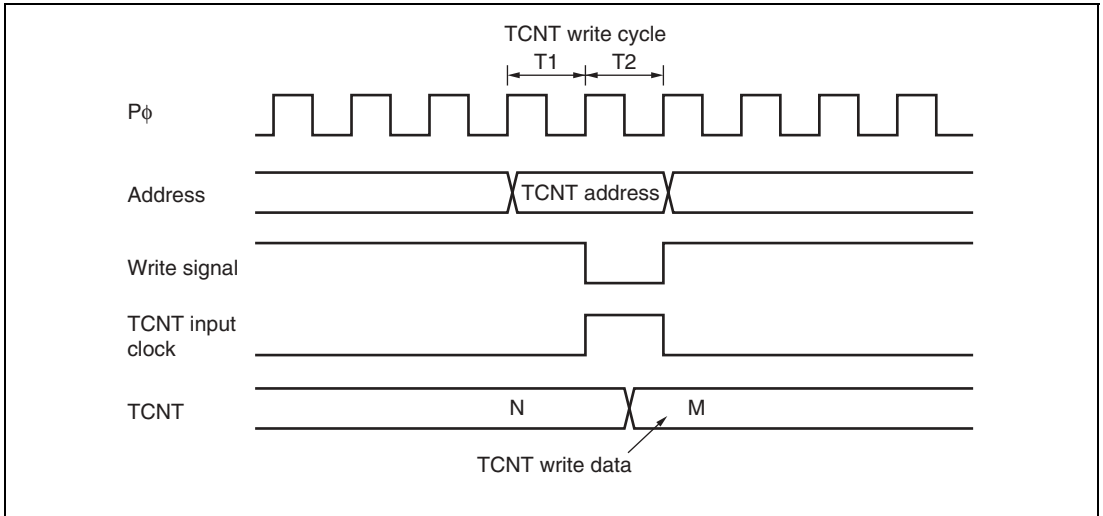 TCNT write cycle
T1 T2
Pϕ
Address
TCNT address
Write signal
TCNT input
clock
TCNT
N
M
TCNT write data